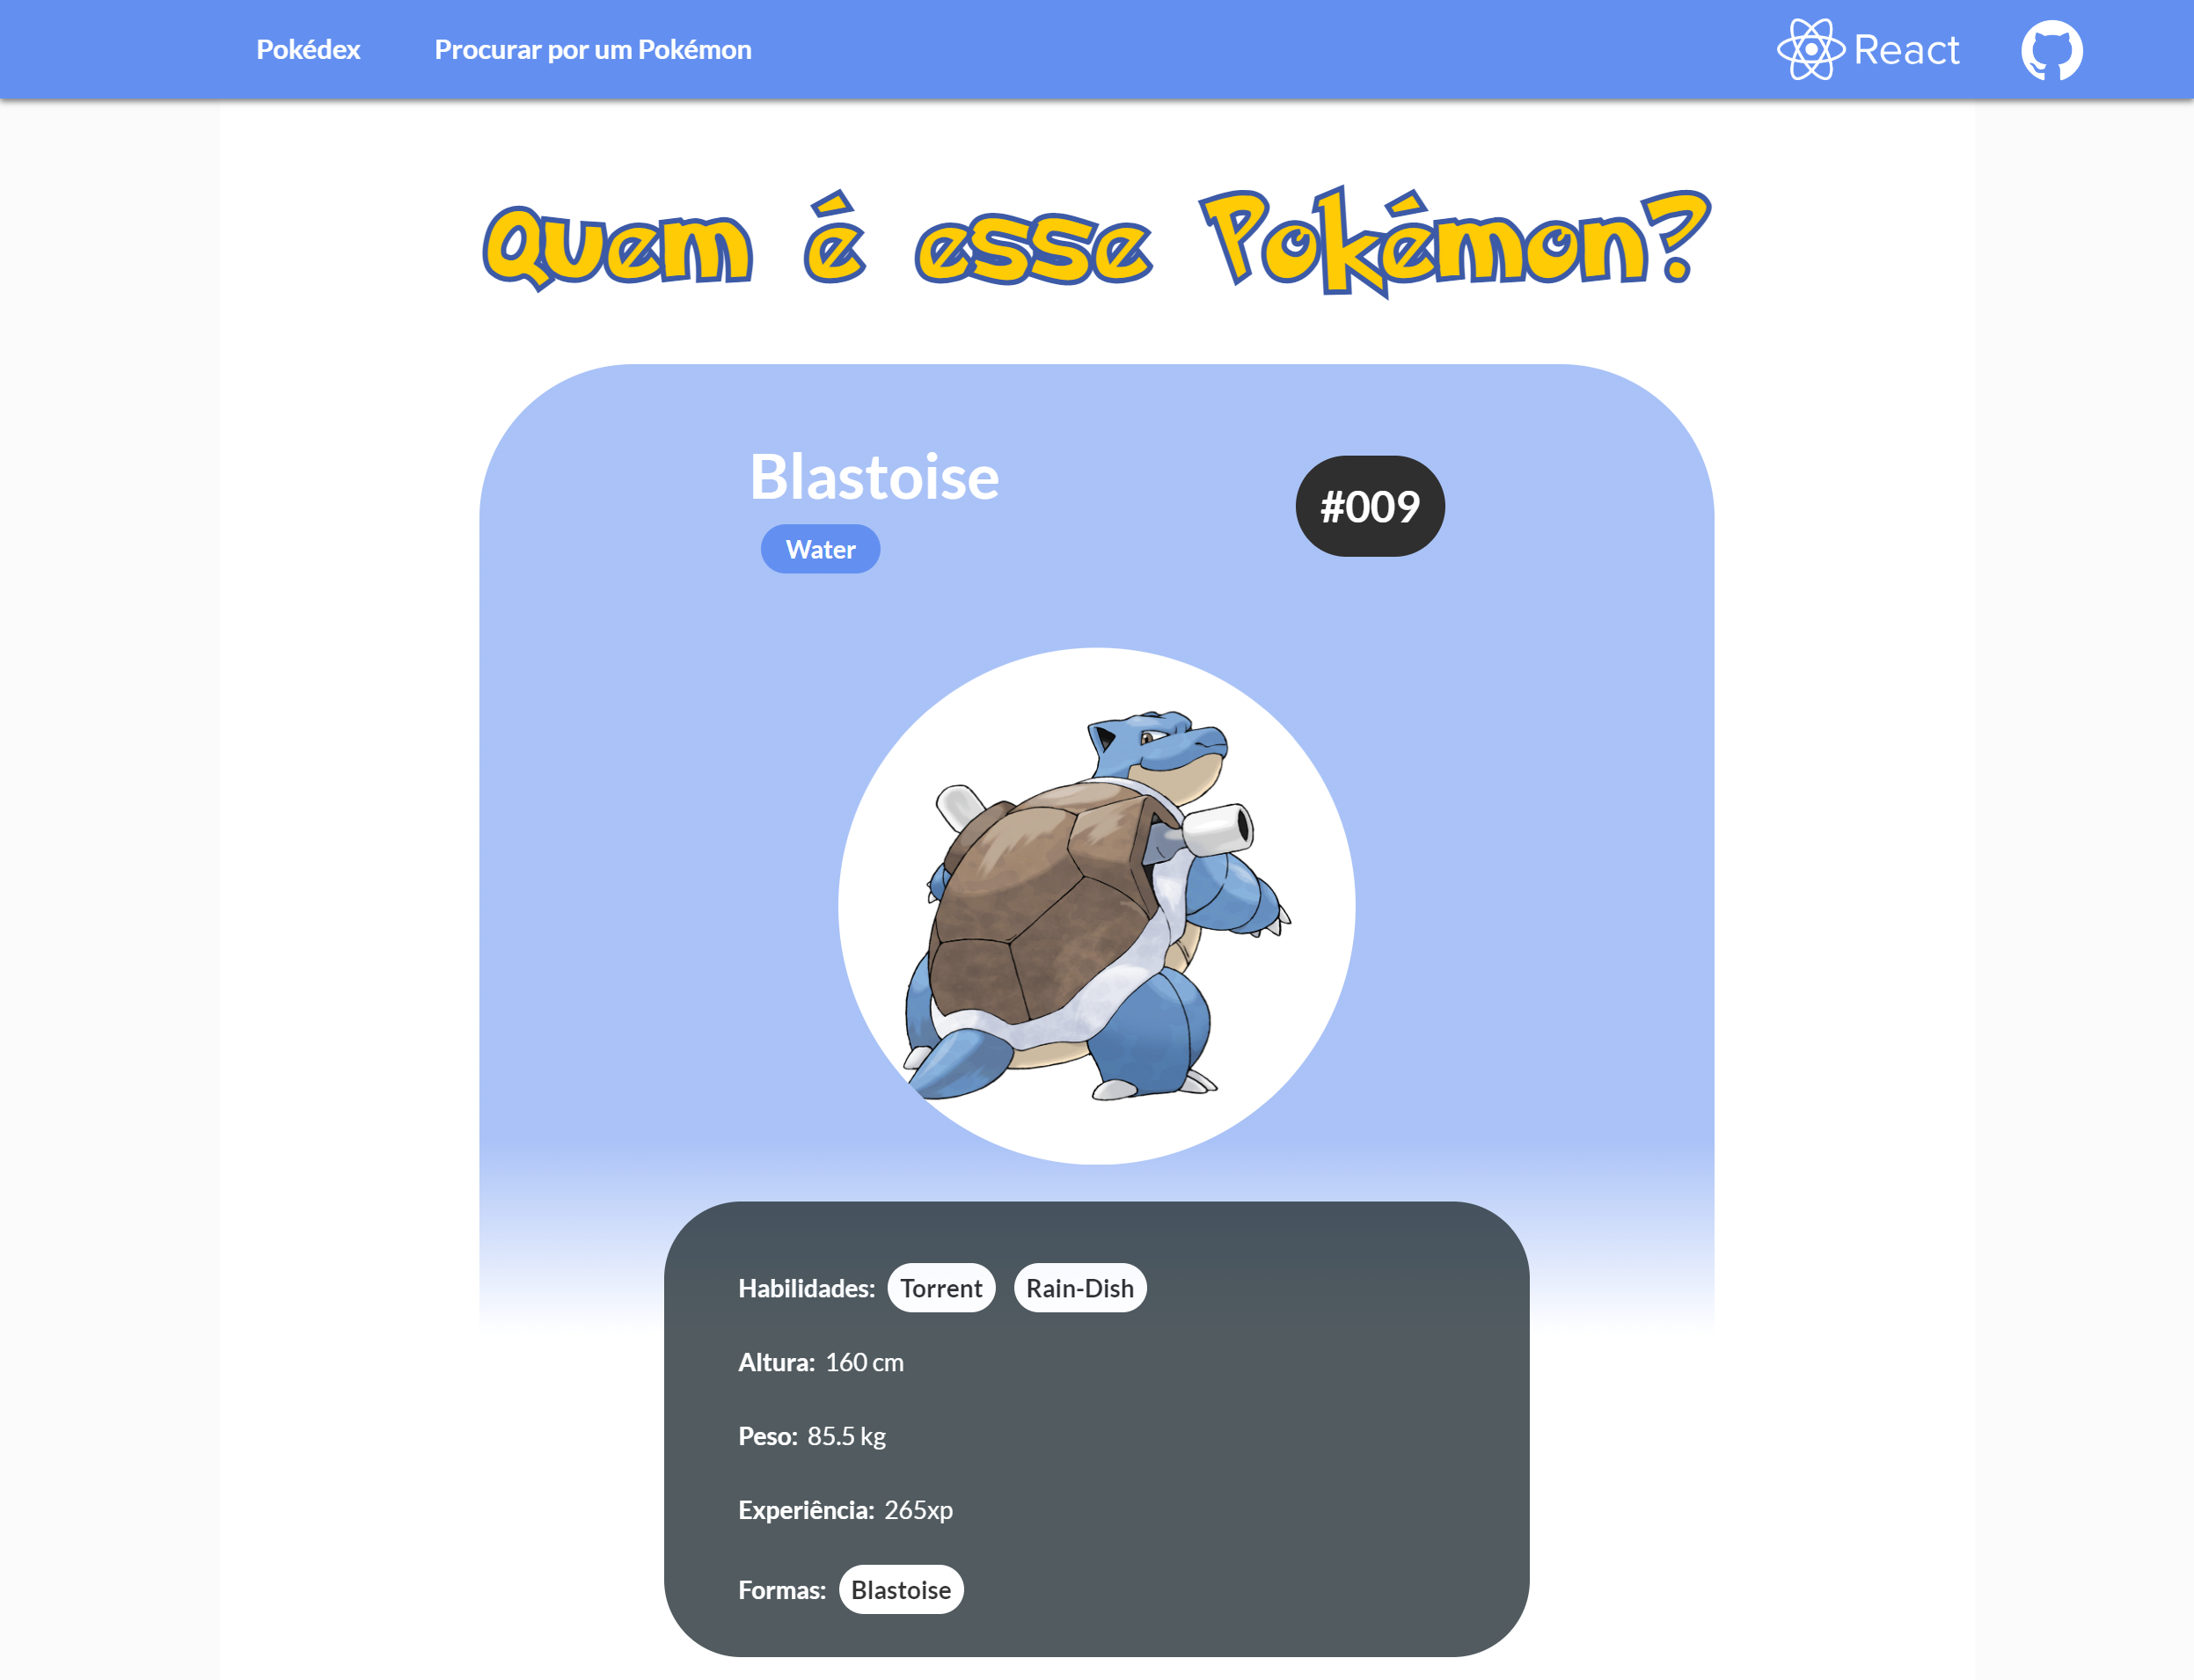 Pokédex Procurar por um Pokémon React
Quem é esse Pokémon?
Blastoise
#009
Water
Habilidades: Torrent Rain-Dish
Altura: 160 cm
Peso: 85.5 kg
Experiência: 265xp
Formas: Blastoise